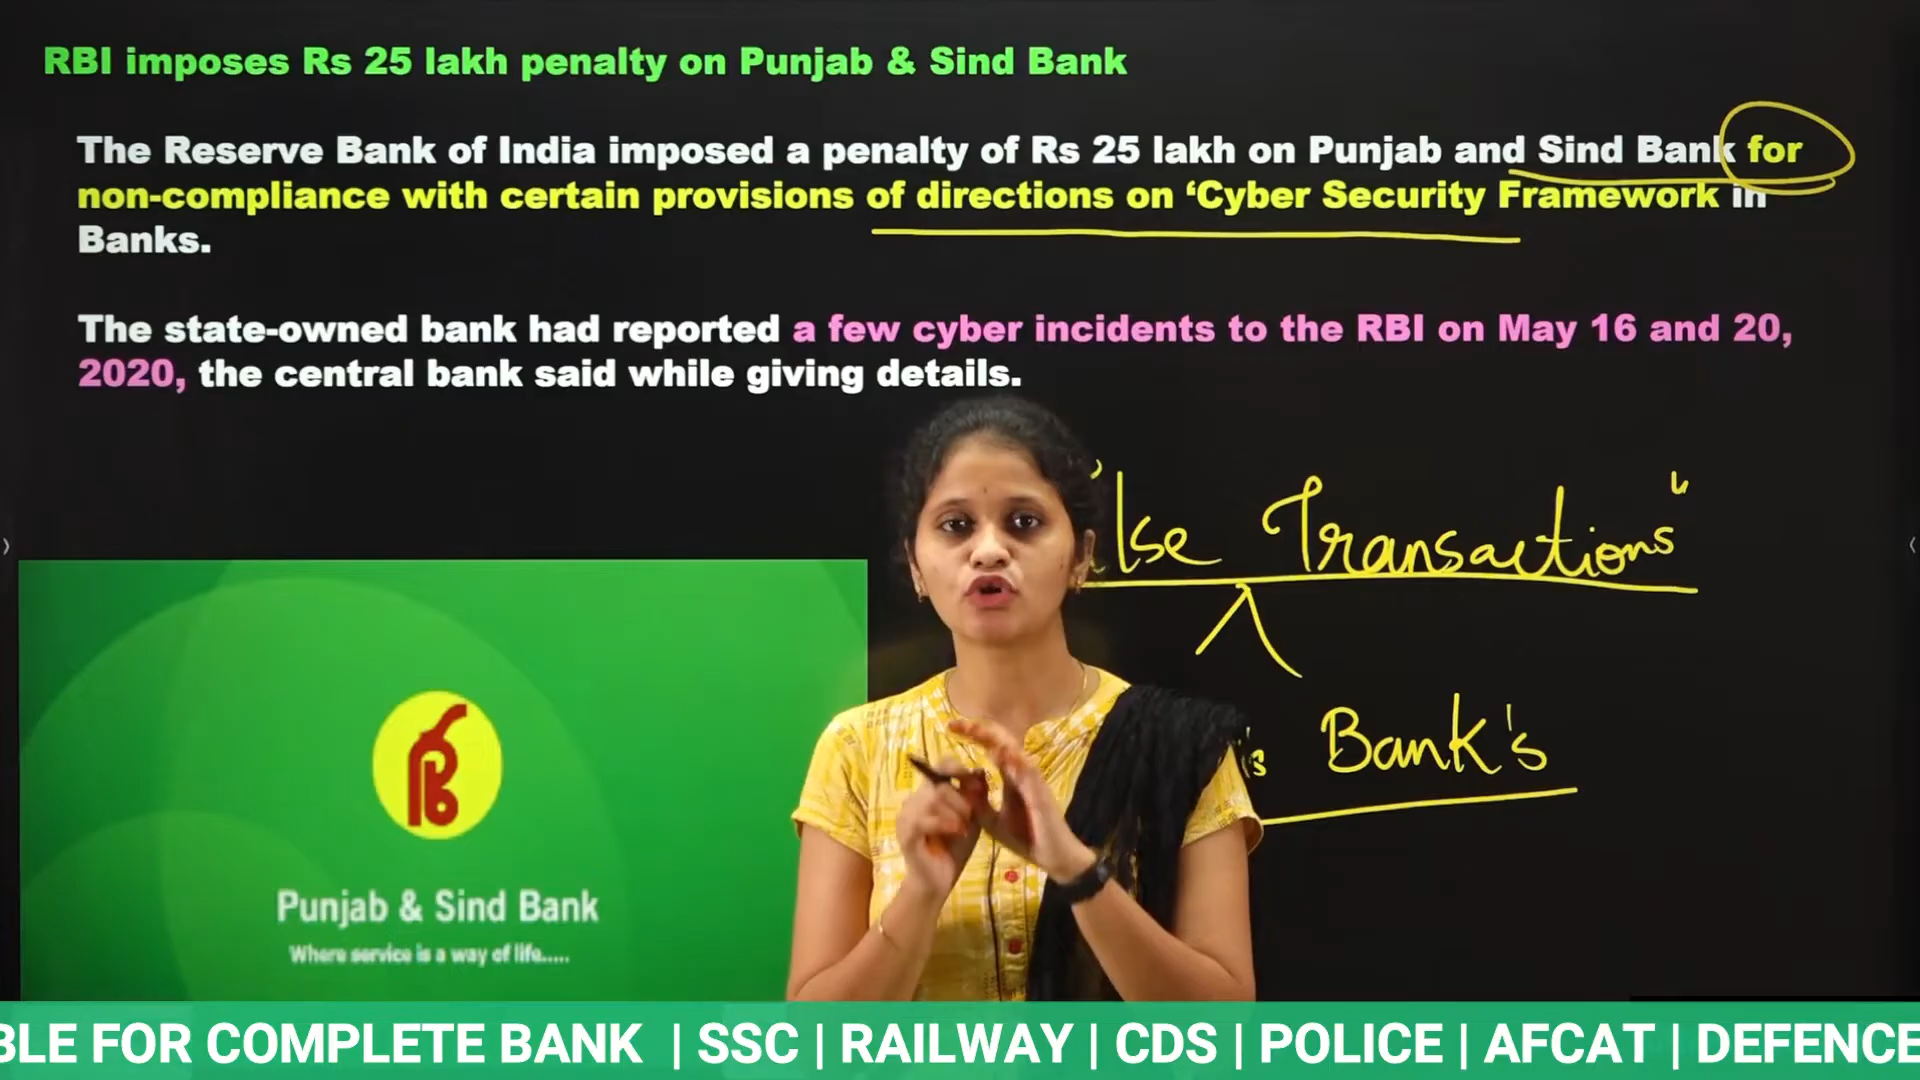 RBI imposes Rs 25 lakh penalty on Punjab & Sind Bank
The Reserve Bank of India imposed a penalty of Rs 25 lakh on Punjab and Sind Bank for
non-compliance with certain provisions of directions on ‘Cyber Security Framework in
Banks.
The state-owned bank had reported a few cyber incidents to the RBI on May 16 and 20,
2020, the central bank said while giving details.
lse Transactions"
's Bank's
Punjab & Sind Bank
Where service is a way of life.....
BLE FOR COMPLETE BANK | SSC | RAILWAY | CDS | POLICE | AFCAT | DEFENCE